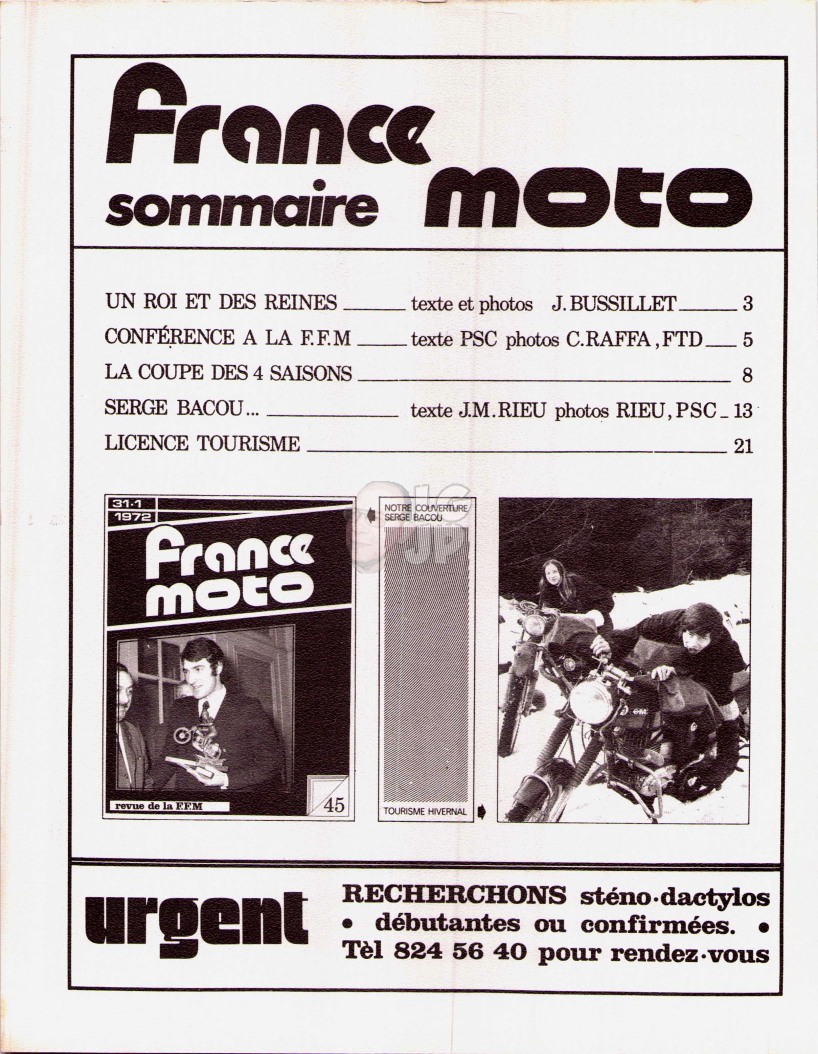 France
sommaire moto
UN ROI ET DES REINES texte et photos J. BUSSILLET 3
CONFÉRENCE A LA F.F.M texte PSC photos C.RAFFA, FTD 5
LA COUPE DES 4 SAISONS 8
SERGE BACOU... texte J.M.RIEU photos RIEU, PSC 13
LICENCE TOURISME 21
31·1
1972
France
moto
revue de la F.F.M
45
NOTRE COUVERTURE
SERGE BACOU
JC
JP
TOURISME HIVERNAL
urgent
RECHERCHONS sténo·dactylos
• débutantes ou confirmées. •
Tèl 824 56 40 pour rendez·vous